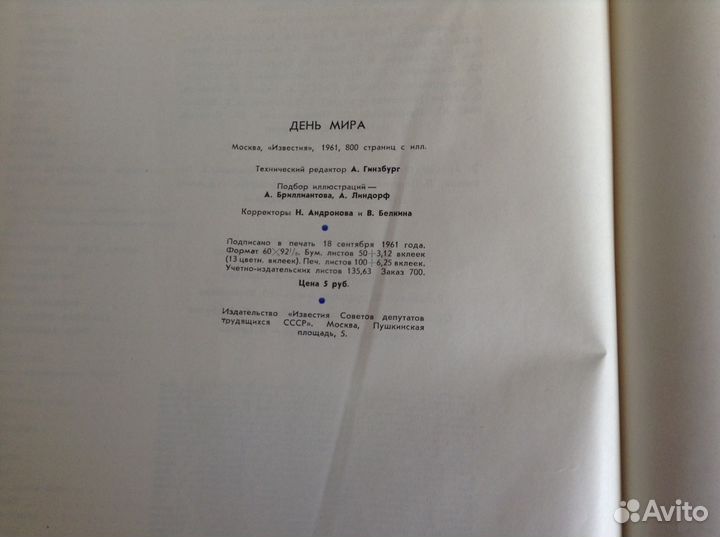 ДЕНЬ МИРА
Москва, «Известия», 1961, 800 страниц с илл.
Технический редактор А. Гинзбург
Подбор иллюстраций —
А. Бриллиантова, А. Линдорф
Корректоры Н. Андронова и В. Белкина
Подписано в печать 18 сентября 1961 года.
Формат 60×92¹/₈. Бум. листов 50+3,12 вклеек
(13 цветн. вклеек). Печ. листов 100+6,25 вклеек.
Учетно-издательских листов 135,63 Заказ 700.
Цена 5 руб.
Издательство «Известия Советов депутатов
трудящихся СССР». Москва, Пушкинская
площадь, 5.
Avito